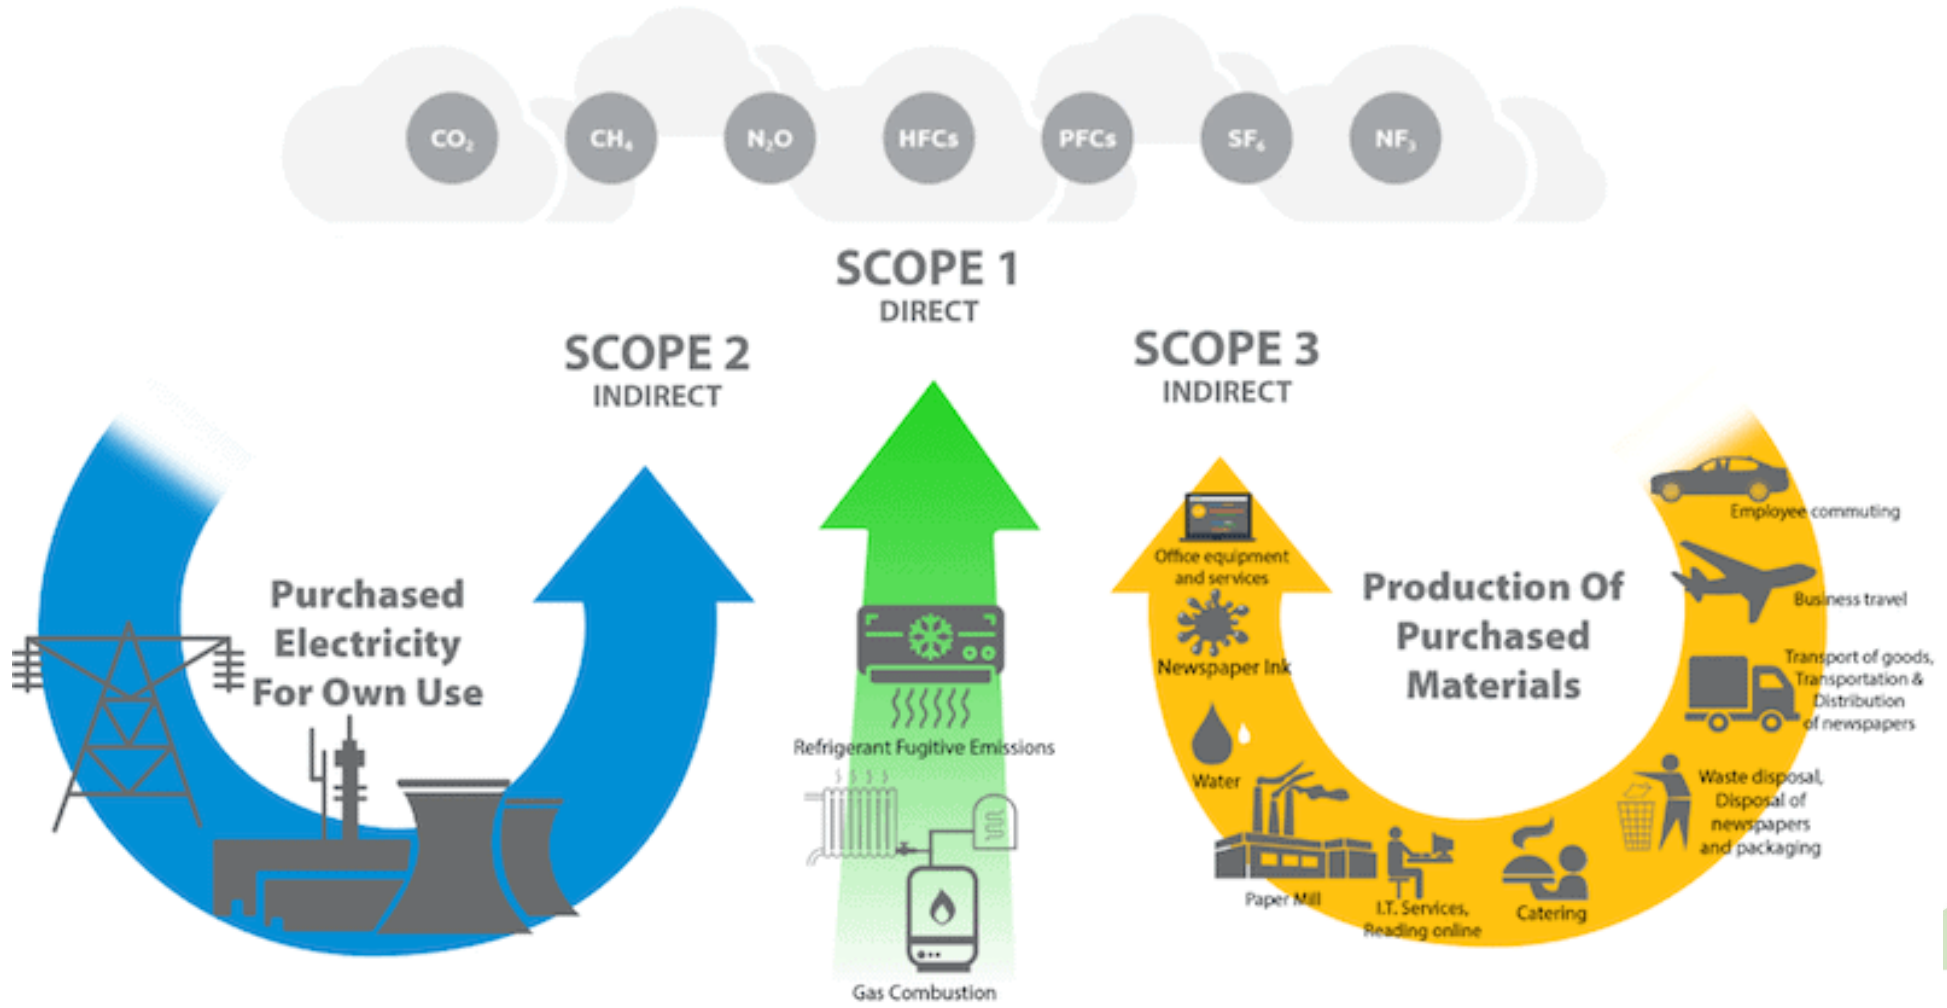 CO₂
CH₄
N₂O
HFCs
PFCs
SF₆
NF₃
SCOPE 1
DIRECT
SCOPE 2
INDIRECT
SCOPE 3
INDIRECT
Purchased
Electricity
For Own Use
Refrigerant Fugitive Emissions
Gas Combustion
Production Of
Purchased
Materials
Office equipment
and services
Newspaper Ink
Water
Paper Mill
I.T. Services,
Reading online
Catering
Waste disposal,
Disposal of
newspapers
and packaging
Transport of goods,
Transportation &
Distribution
of newspapers
Business travel
Employee commuting